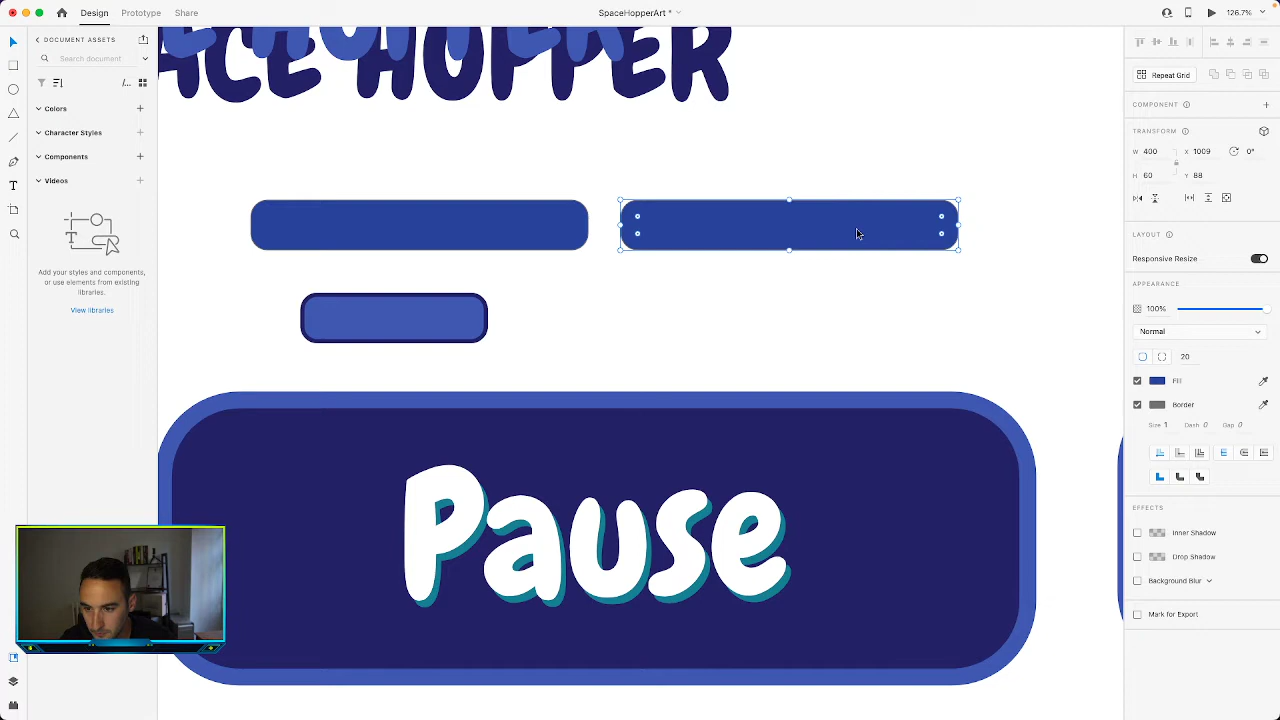 Design
Prototype
Share
SpaceHopperArt *
126.7%
DOCUMENT ASSETS
Search document
Colors
Character Styles
Components
Videos
Add your styles and components,
or use elements from existing
libraries.
View libraries
SPACE HOPPER
Pause
Repeat Grid
COMPONENT
TRANSFORM
W 400 X 1009 0°
H 60 Y 88
LAYOUT
Responsive Resize
APPEARANCE
100%
Normal
20
Fill
Border
Size 1 Dash 0 Gap 0
EFFECTS
Inner Shadow
Drop Shadow
Background Blur
Mark for Export